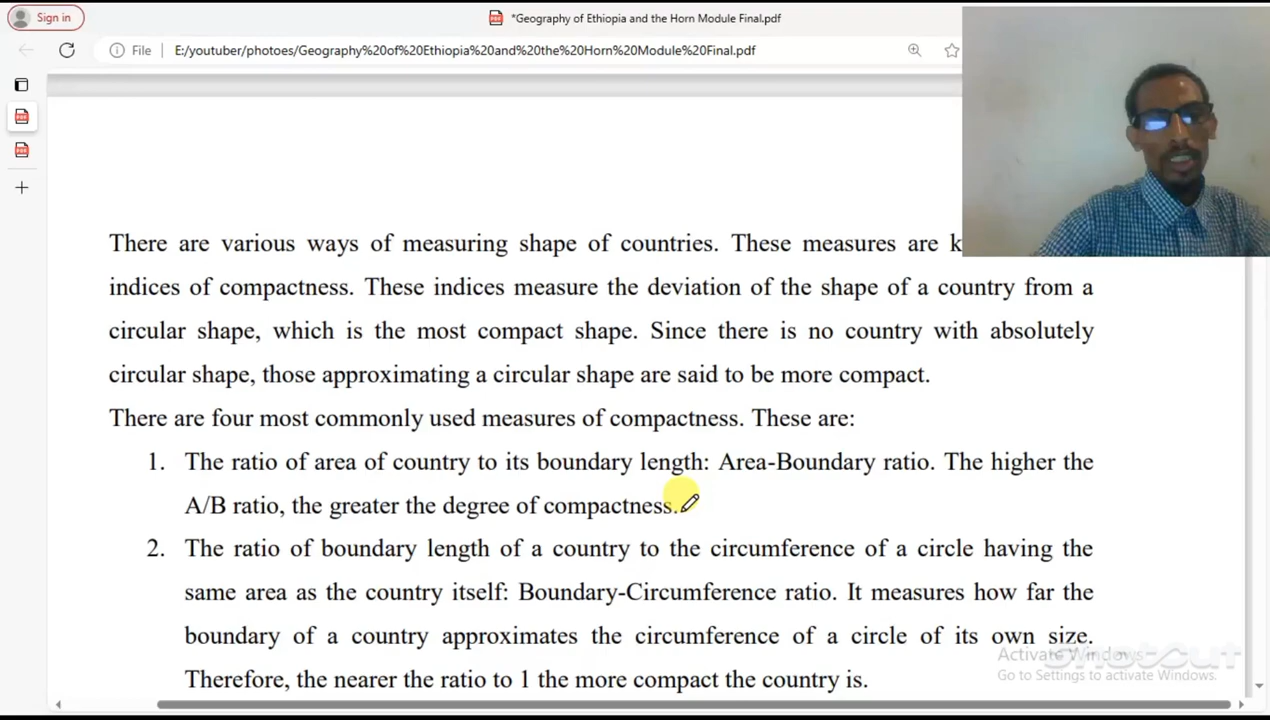 Sign in
*Geography of Ethiopia and the Horn Module Final.pdf
File
E:/youtuber/photoes/Geography%20of%20Ethiopia%20and%20the%20Horn%20Module%20Final.pdf
There are various ways of measuring shape of countries. These measures are k
indices of compactness. These indices measure the deviation of the shape of a country from a
circular shape, which is the most compact shape. Since there is no country with absolutely
circular shape, those approximating a circular shape are said to be more compact.
There are four most commonly used measures of compactness. These are:
1. The ratio of area of country to its boundary length: Area-Boundary ratio. The higher the
A/B ratio, the greater the degree of compactness.
2. The ratio of boundary length of a country to the circumference of a circle having the
same area as the country itself: Boundary-Circumference ratio. It measures how far the
boundary of a country approximates the circumference of a circle of its own size.
Therefore, the nearer the ratio to 1 the more compact the country is.
Activate Windows
Go to Settings to activate Windows.